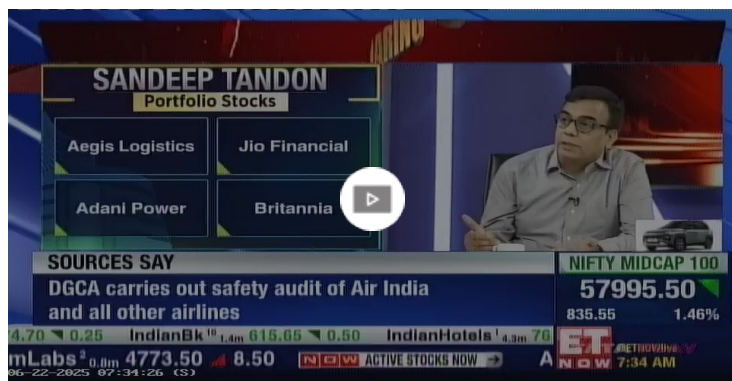 ARING
SANDEEP TANDON
Portfolio Stocks
Aegis Logistics
Jio Financial
Adani Power
Britannia
SOURCES SAY
DGCA carries out safety audit of Air India
and all other airlines
NIFTY MIDCAP 100
57995.50
835.55 1.46%
4.70 0.25 IndianBk 1.4m 615.65 0.50 IndianHotels 4.3m 76
mLabs 2 0.8m 4773.50 8.50 NOW ACTIVE STOCKS NOW A
ET
NOW
7:34 AM
06-22-2025 07:34:26 (S)